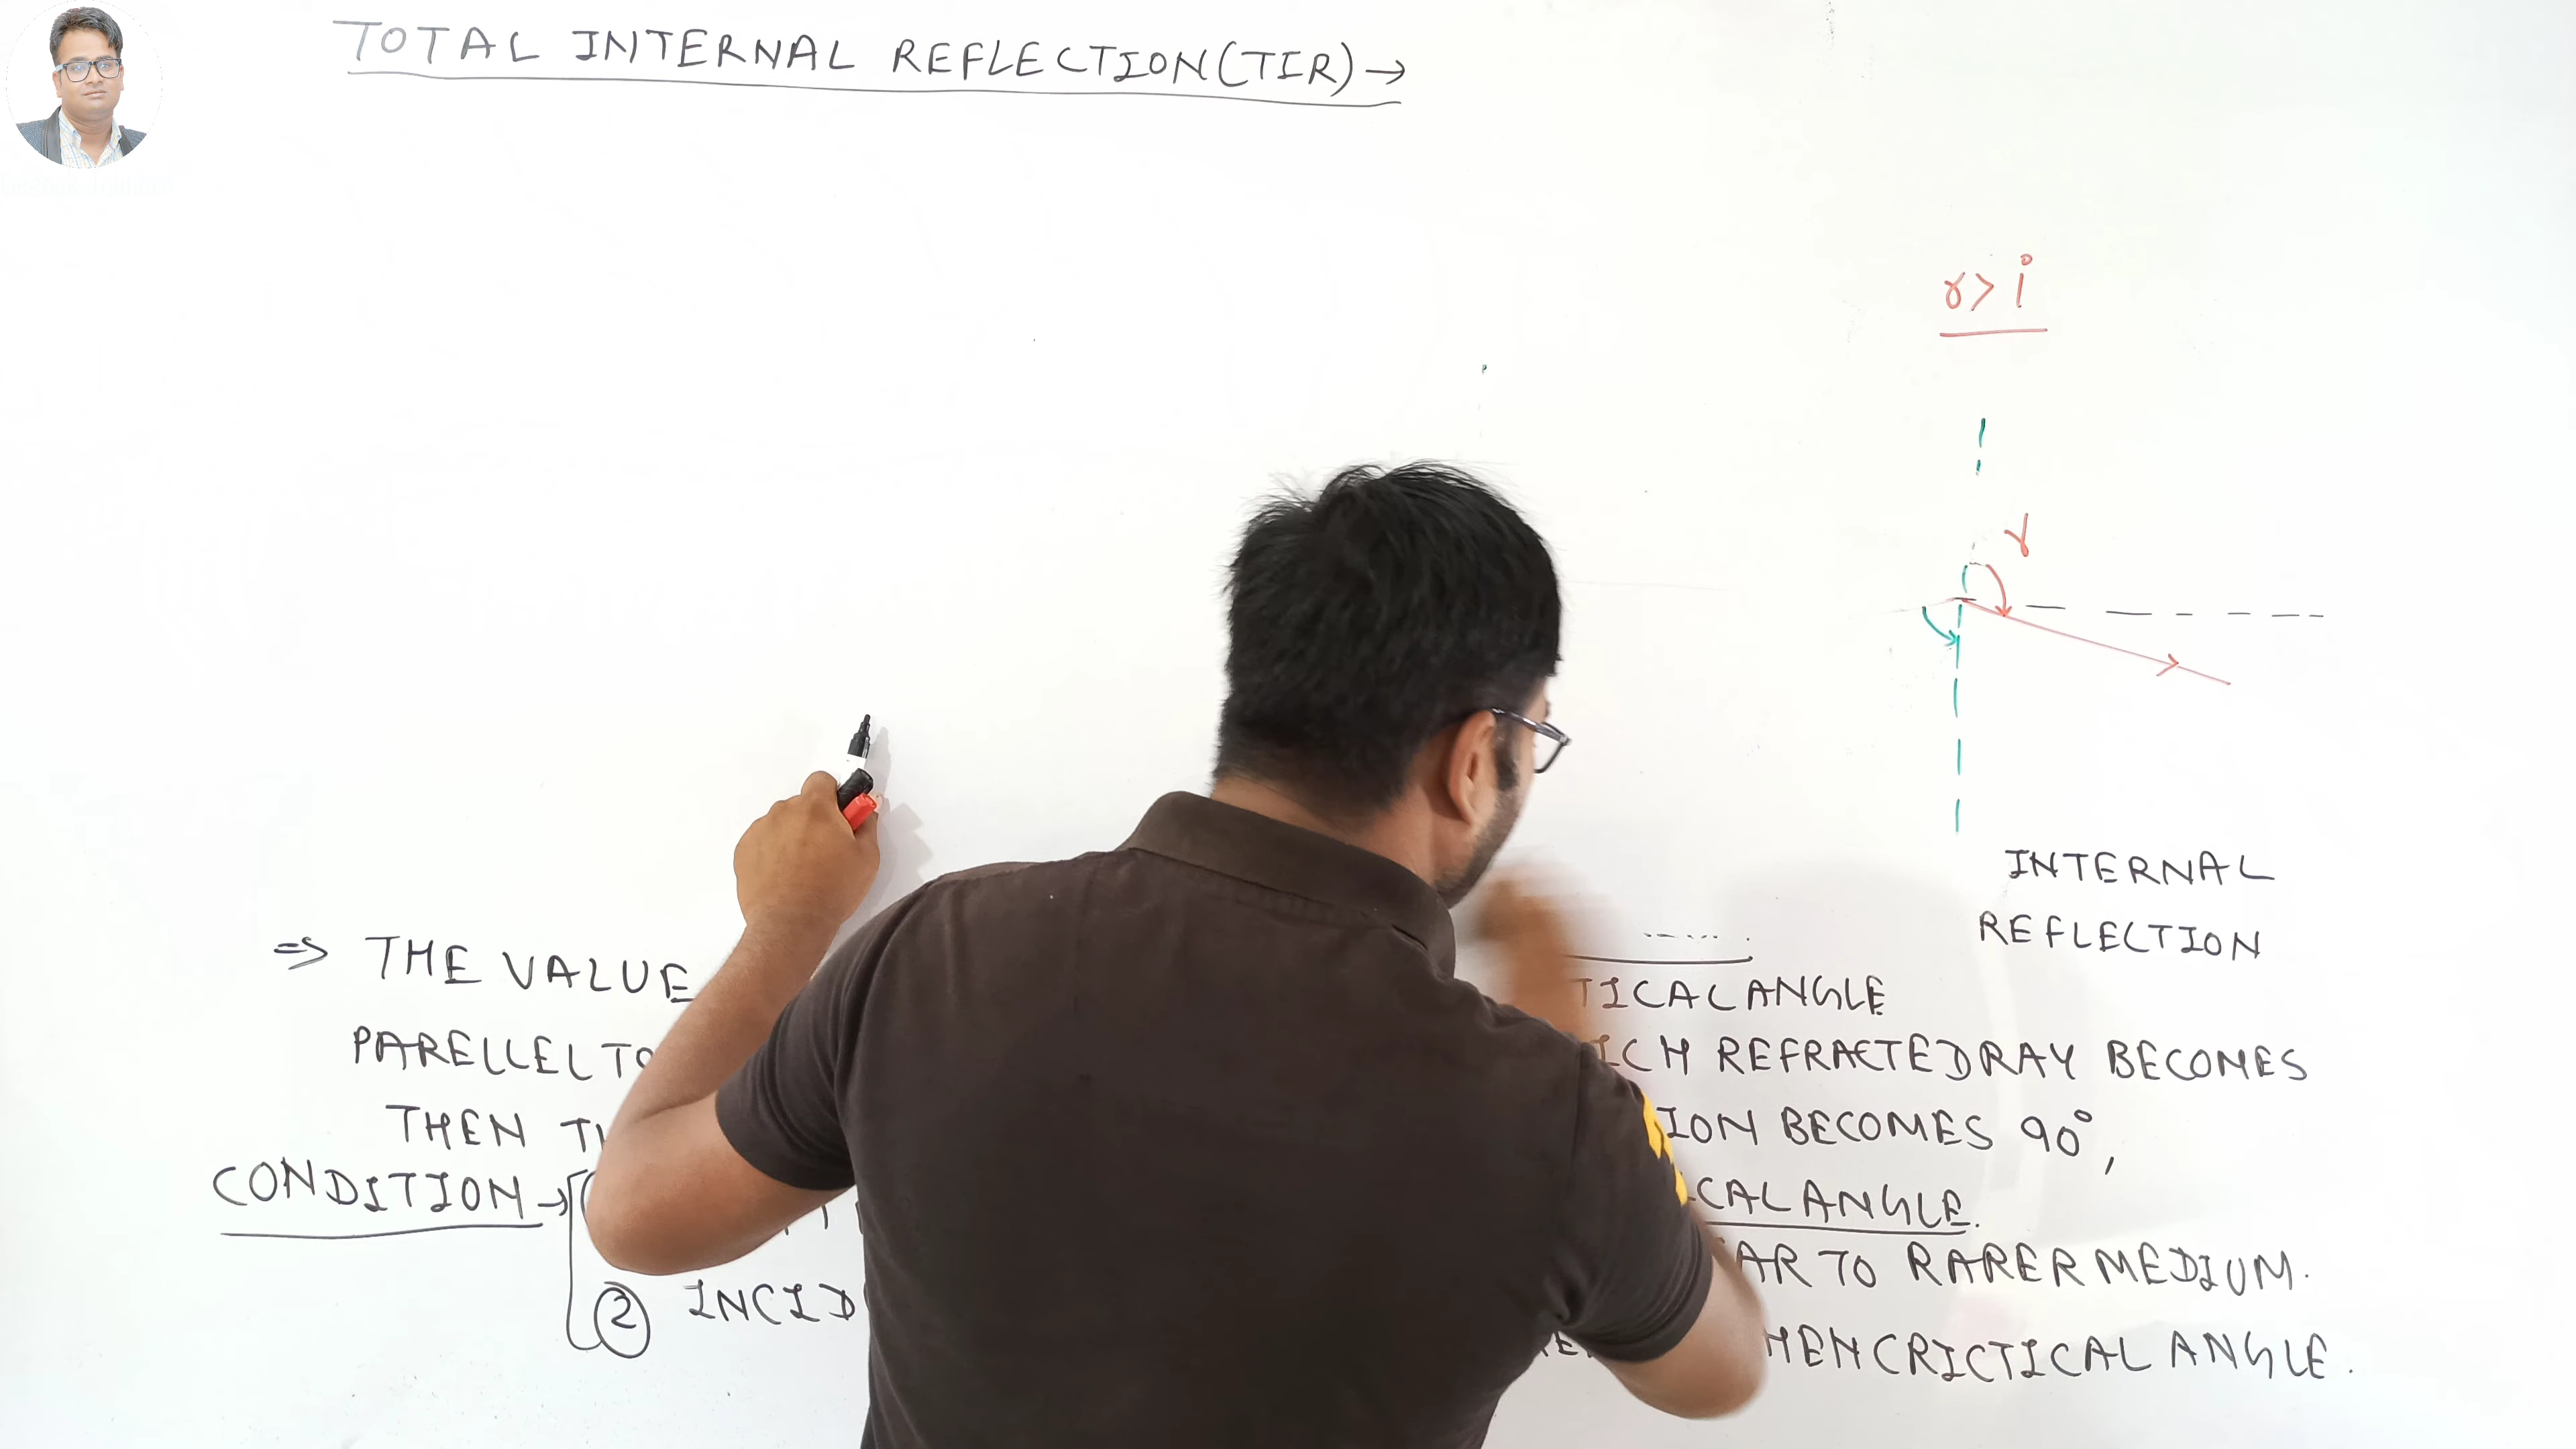 TOTAL INTERNAL REFLECTION(TIR)→
r > i
r
INTERNAL
REFLECTION
⇒ THE VALUE TICAL ANGLE
PARELLEL TO ICH REFRACTED RAY BECOMES
THEN ION BECOMES 90°,
CONDITION → CAL ANGLE.
AR TO RARER MEDIUM.
② INCID HEN CRICTICAL ANGLE.